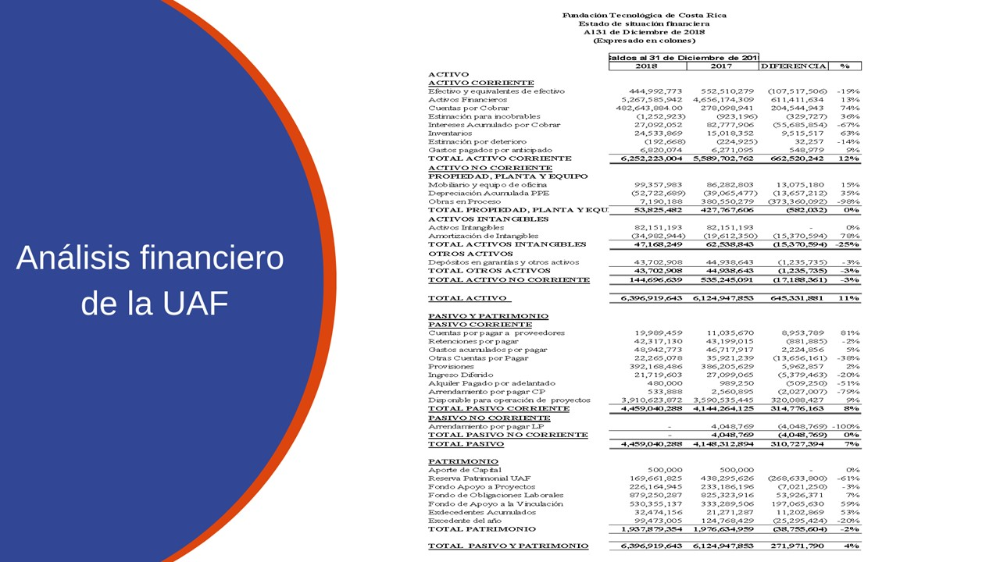 Análisis financiero
de la UAF
Fundación Tecnológica de Costa Rica
Estado de situación financiera
Al 31 de Diciembre de 2018
(Expresado en colones)
Saldos al 31 de Diciembre de 2018
2018 2017 DIFERENCIA %
ACTIVO
ACTIVO CORRIENTE
Efectivo y equivalentes de efectivo 444,992,773 552,510,279 (107,517,506) -19%
Activos Financieros 5,267,585,942 4,656,174,309 611,411,634 13%
Cuentas por Cobrar 482,643,884.00 278,098,941 204,544,943 74%
Estimación para incobrables (1,252,923) (923,196) (329,727) 36%
Intereses Acumulado por Cobrar 27,092,052 82,777,906 (55,685,854) -67%
Inventarios 24,533,869 15,018,352 9,515,517 63%
Estimación por deterioro (192,668) (224,925) 32,257 -14%
Gastos pagados por anticipado 6,820,074 6,271,095 548,979 9%
TOTAL ACTIVO CORRIENTE 6,252,223,004 5,589,702,762 662,520,242 12%
ACTIVO NO CORRIENTE
PROPIEDAD, PLANTA Y EQUIPO
Mobiliario y equipo de oficina 99,357,983 86,282,803 13,075,180 15%
Depreciación Acumulada PPE (52,722,689) (39,065,477) (13,657,212) 35%
Obras en Proceso 7,190,188 380,550,279 (373,360,092) -98%
TOTAL PROPIEDAD, PLANTA Y EQU 53,825,482 427,767,606 (582,032) 0%
ACTIVOS INTANGIBLES
Activos Intangibles 82,151,193 82,151,193 - 0%
Amortización de Intangibles (34,982,944) (19,612,350) (15,370,594) 78%
TOTAL ACTIVOS INTANGIBLES 47,168,249 62,538,843 (15,370,594) -25%
OTROS ACTIVOS
Depósitos en garantías y otros activos 43,702,908 44,938,643 (1,235,735) -3%
TOTAL OTROS ACTIVOS 43,702,908 44,938,643 (1,235,735) -3%
TOTAL ACTIVO NO CORRIENTE 144,696,639 535,245,091 (17,188,361) -3%
TOTAL ACTIVO 6,396,919,643 6,124,947,853 645,331,881 11%
PASIVO Y PATRIMONIO
PASIVO CORRIENTE
Cuentas por pagar a proveedores 19,989,459 11,035,670 8,953,789 81%
Retenciones por pagar 42,317,130 43,199,015 (881,885) -2%
Gastos acumulados por pagar 48,942,773 46,717,917 2,224,856 5%
Otras Cuentas por Pagar 22,265,078 35,921,239 (13,656,161) -38%
Provisiones 392,168,486 386,205,629 5,962,857 2%
Ingreso Diferido 21,719,603 27,099,065 (5,379,463) -20%
Alquiler Pagado por adelantado 480,000 989,250 (509,250) -51%
Arrendamiento por pagar CP 533,888 2,560,895 (2,027,007) -79%
Disponible para operación de proyectos 3,910,623,872 3,590,535,445 320,088,427 9%
TOTAL PASIVO CORRIENTE 4,459,040,288 4,144,264,125 314,776,163 8%
PASIVO NO CORRIENTE
Arrendamiento por pagar LP - 4,048,769 (4,048,769) -100%
TOTAL PASIVO NO CORRIENTE - 4,048,769 (4,048,769) 0%
TOTAL PASIVO 4,459,040,288 4,148,312,894 310,727,394 7%
PATRIMONIO
Aporte de Capital 500,000 500,000 - 0%
Reserva Patrimonial UAF 169,661,825 438,295,626 (268,633,800) -61%
Fondo Apoyo a Proyectos 226,164,945 233,186,196 (7,021,250) -3%
Fondo de Obligaciones Laborales 879,250,287 825,323,916 53,926,371 7%
Fondo de Apoyo a la Vinculación 530,355,137 333,289,506 197,065,630 59%
Exdecedentes Acumulados 32,474,156 21,271,287 11,202,869 53%
Excedente del año 99,473,005 124,768,429 (25,295,424) -20%
TOTAL PATRIMONIO 1,937,879,354 1,976,634,959 (38,755,604) -2%
TOTAL PASIVO Y PATRIMONIO 6,396,919,643 6,124,947,853 271,971,790 4%